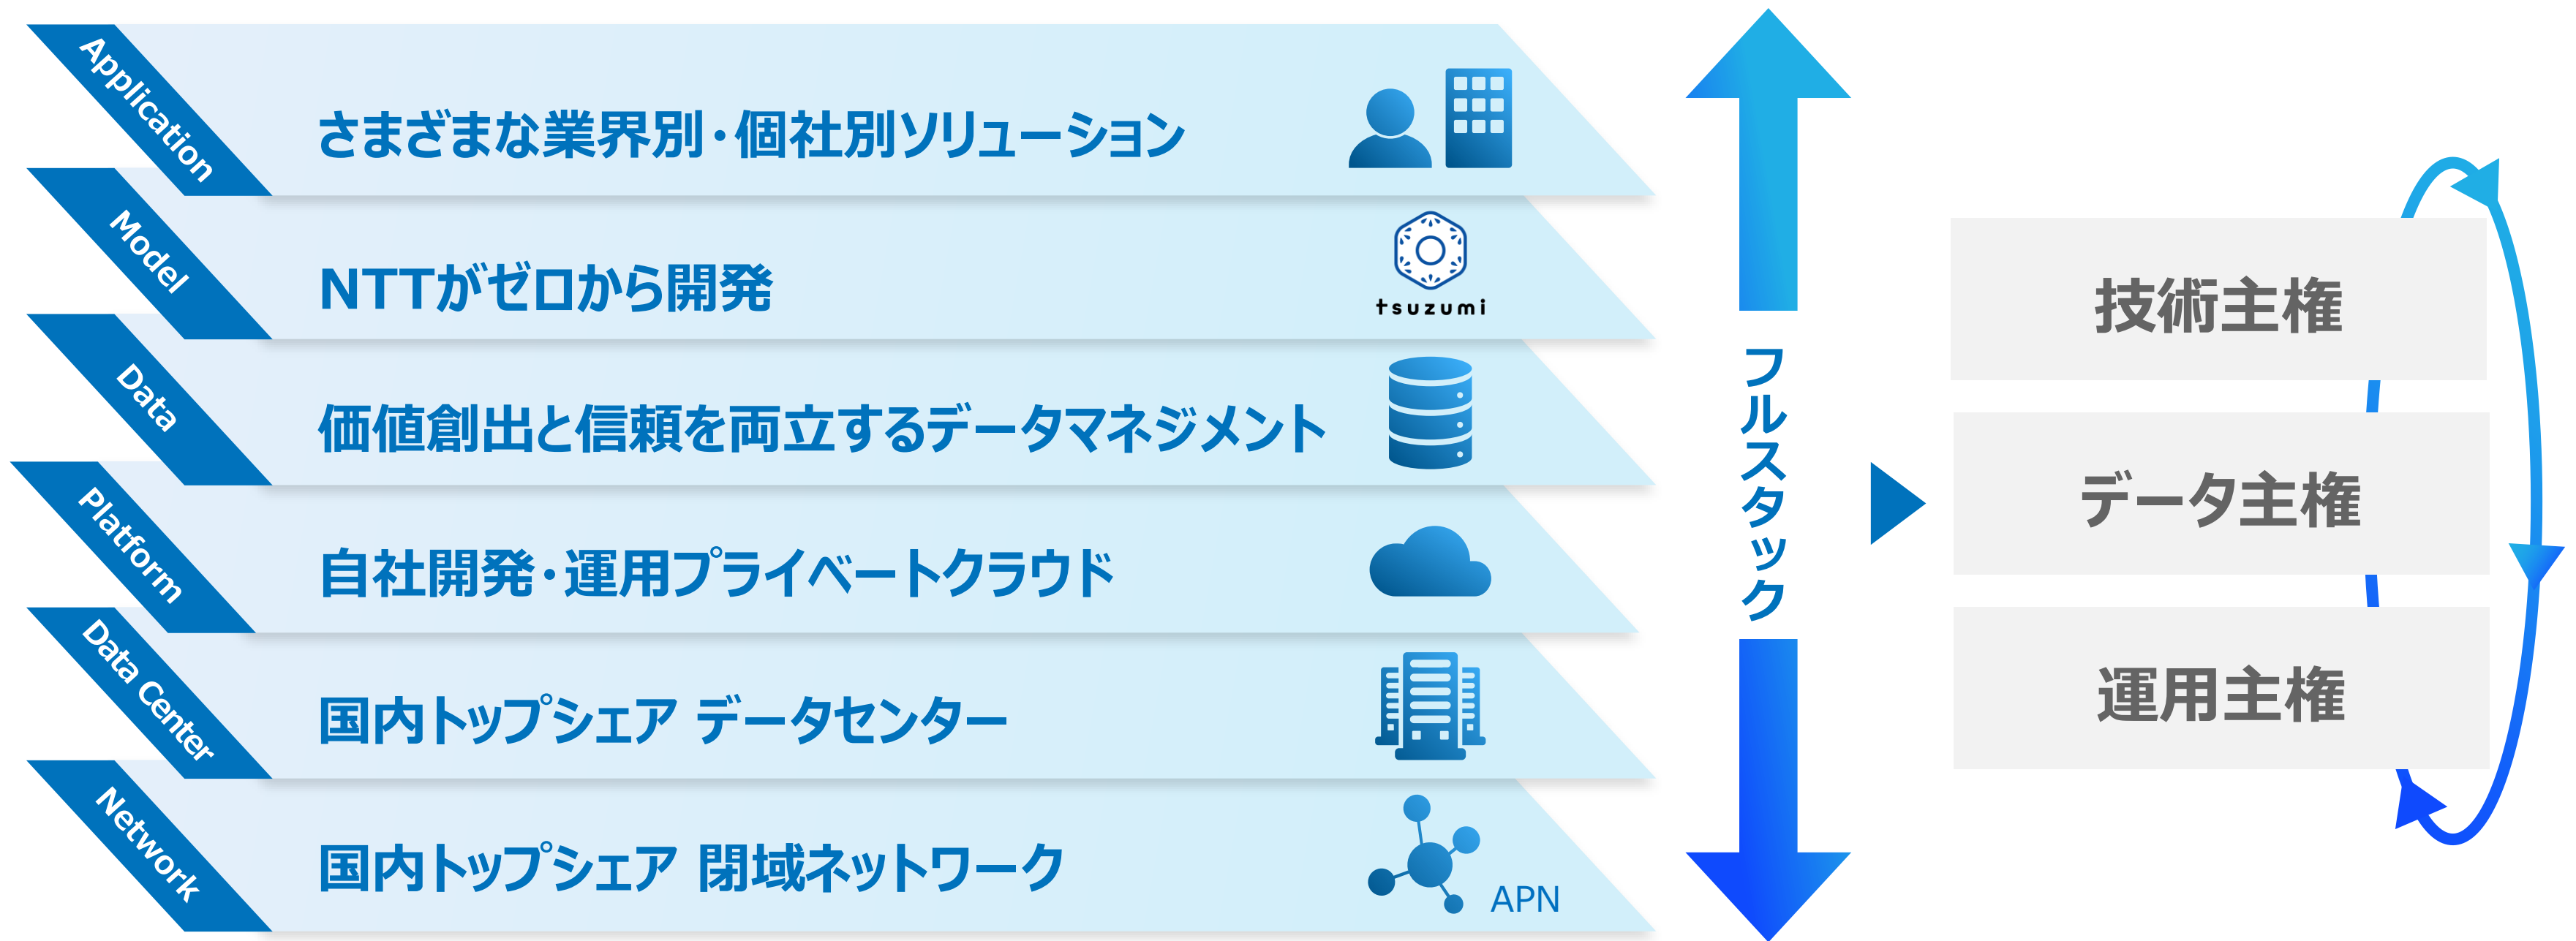 Application
さまざまな業界別・個社別ソリューション
Model
NTTがゼロから開発
tsuzumi
Data
価値創出と信頼を両立するデータマネジメント
Platform
自社開発・運用プライベートクラウド
Data Center
国内トップシェア データセンター
Network
国内トップシェア 閉域ネットワーク
APN
フルスタック
技術主権
データ主権
運用主権